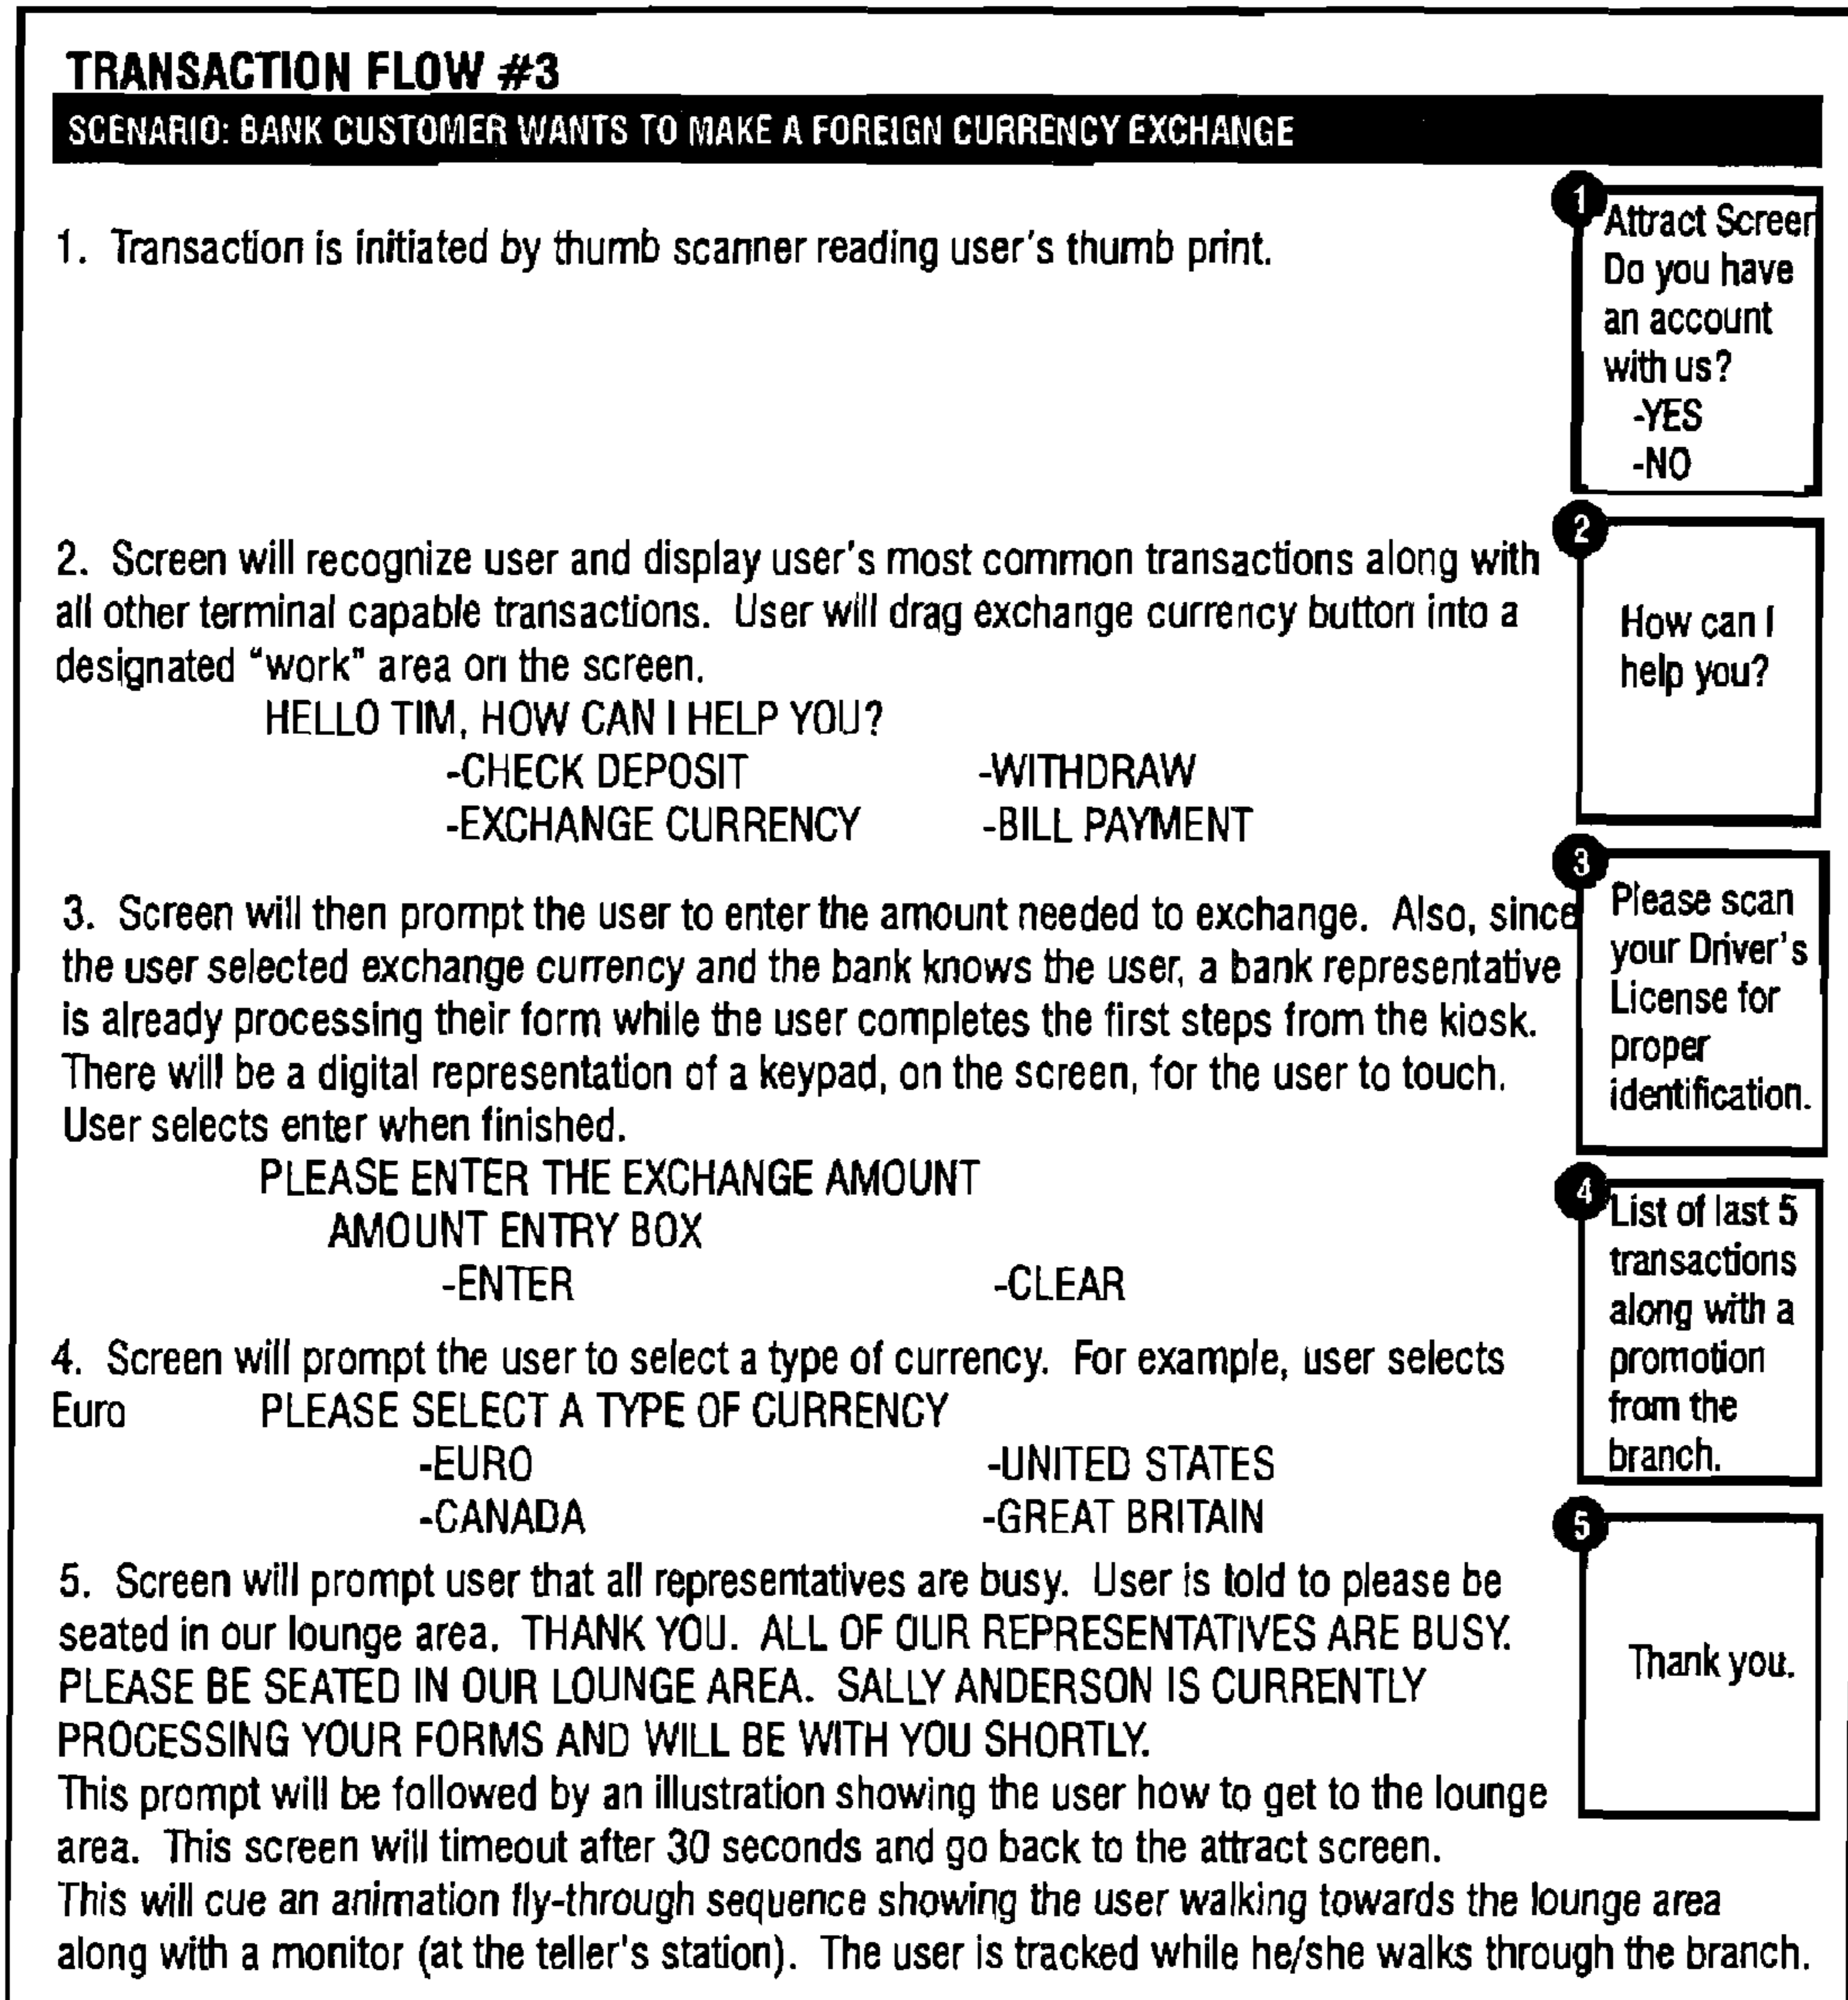 TRANSACTION FLOW #3
SCENARIO: BANK CUSTOMER WANTS TO MAKE A FOREIGN CURRENCY EXCHANGE
1. Transaction is initiated by thumb scanner reading user's thumb print.
1
Attract Screen
Do you have
an account
with us?
-YES
-NO
2. Screen will recognize user and display user's most common transactions along with
all other terminal capable transactions. User will drag exchange currency button into a
designated "work" area on the screen.
HELLO TIM, HOW CAN I HELP YOU?
-CHECK DEPOSIT -WITHDRAW
-EXCHANGE CURRENCY -BILL PAYMENT
2
How can I
help you?
3. Screen will then prompt the user to enter the amount needed to exchange. Also, since
the user selected exchange currency and the bank knows the user, a bank representative
is already processing their form while the user completes the first steps from the kiosk.
There will be a digital representation of a keypad, on the screen, for the user to touch.
User selects enter when finished.
PLEASE ENTER THE EXCHANGE AMOUNT
AMOUNT ENTRY BOX
-ENTER -CLEAR
3
Please scan
your Driver's
License for
proper
identification.
4. Screen will prompt the user to select a type of currency. For example, user selects
Euro PLEASE SELECT A TYPE OF CURRENCY
-EURO -UNITED STATES
-CANADA -GREAT BRITAIN
4
List of last 5
transactions
along with a
promotion
from the
branch.
5. Screen will prompt user that all representatives are busy. User is told to please be
seated in our lounge area. THANK YOU. ALL OF OUR REPRESENTATIVES ARE BUSY.
PLEASE BE SEATED IN OUR LOUNGE AREA. SALLY ANDERSON IS CURRENTLY
PROCESSING YOUR FORMS AND WILL BE WITH YOU SHORTLY.
This prompt will be followed by an illustration showing the user how to get to the lounge
area. This screen will timeout after 30 seconds and go back to the attract screen.
This will cue an animation fly-through sequence showing the user walking towards the lounge area
along with a monitor (at the teller's station). The user is tracked while he/she walks through the branch.
5
Thank you.